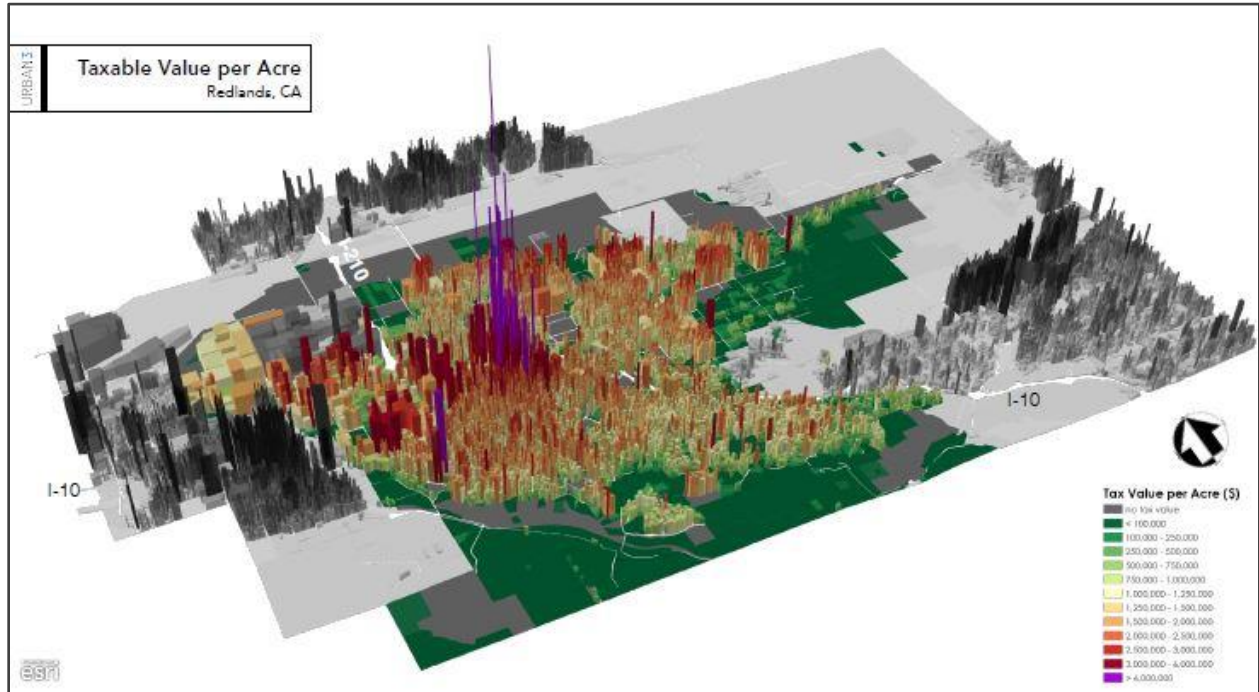 URBAN3
Taxable Value per Acre
Redlands, CA
I-210
I-10
I-10
Tax Value per Acre ($)
no tax value
< 100,000
100,000 - 250,000
250,000 - 500,000
500,000 - 750,000
750,000 - 1,000,000
1,000,000 - 1,250,000
1,250,000 - 1,500,000
1,500,000 - 2,000,000
2,000,000 - 2,500,000
2,500,000 - 3,000,000
3,000,000 - 6,000,000
> 6,000,000
esri